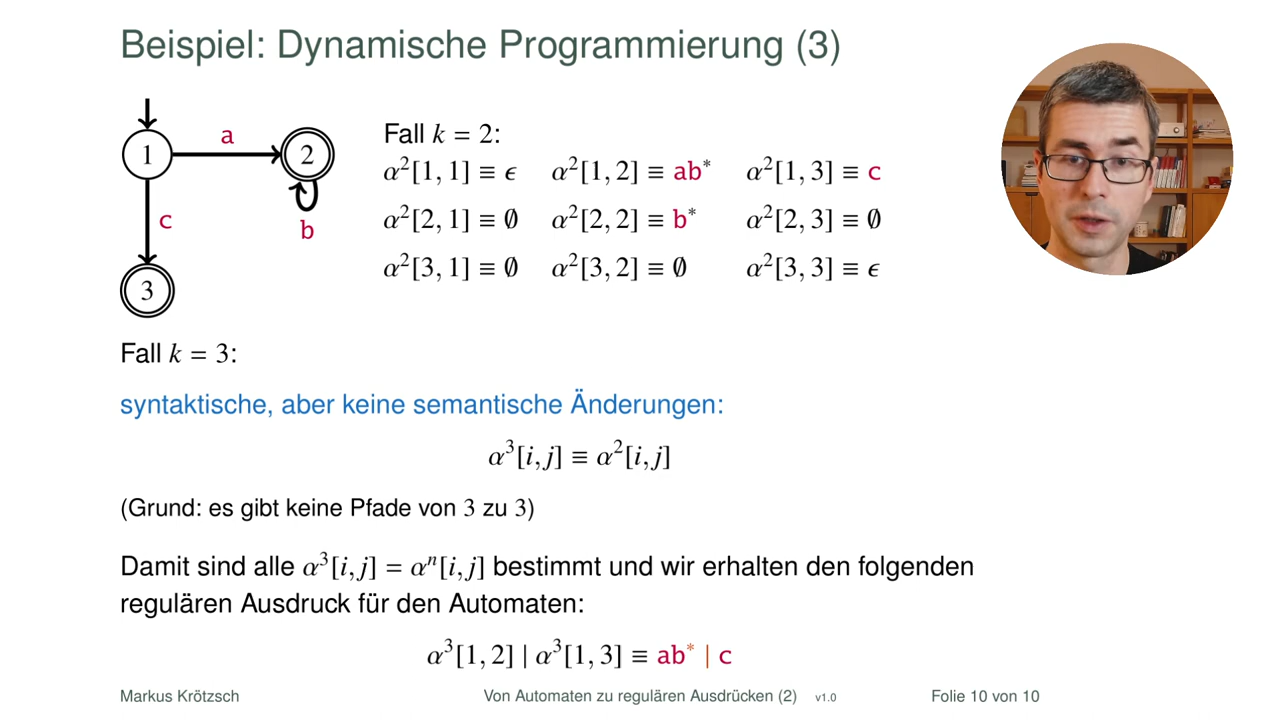 Beispiel: Dynamische Programmierung (3)
1
a
2
c
b
3
Fall k = 2:
α²[1, 1] ≡ ϵ α²[1, 2] ≡ ab* α²[1, 3] ≡ c
α²[2, 1] ≡ ∅ α²[2, 2] ≡ b* α²[2, 3] ≡ ∅
α²[3, 1] ≡ ∅ α²[3, 2] ≡ ∅ α²[3, 3] ≡ ϵ
Fall k = 3:
syntaktische, aber keine semantische Änderungen:
α³[i, j] ≡ α²[i, j]
(Grund: es gibt keine Pfade von 3 zu 3)
Damit sind alle α³[i, j] = αⁿ[i, j] bestimmt und wir erhalten den folgenden
regulären Ausdruck für den Automaten:
α³[1, 2] | α³[1, 3] ≡ ab* | c
Markus Krötzsch Von Automaten zu regulären Ausdrücken (2) v1.0 Folie 10 von 10